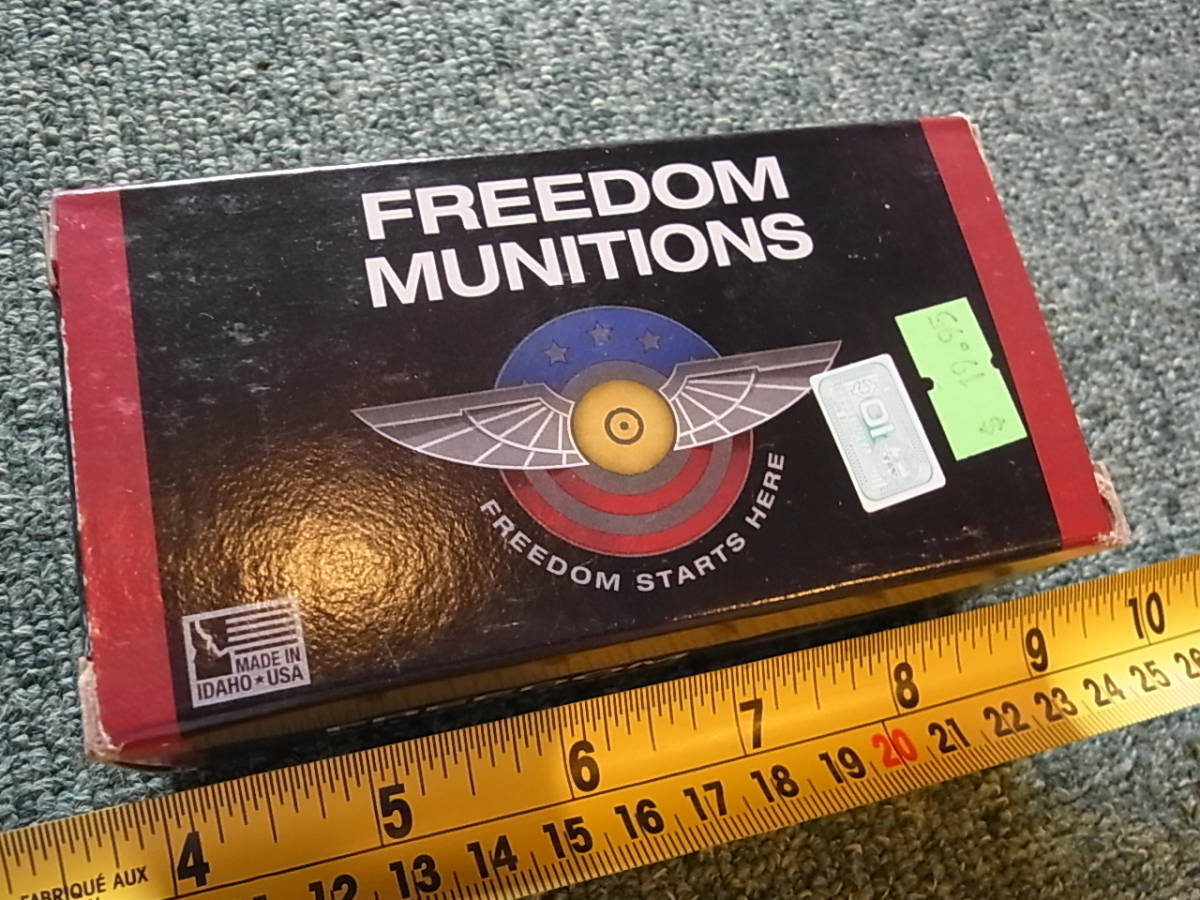 FREEDOM
MUNITIONS
FREEDOM STARTS HERE
MADE IN
IDAHO★USA
19.95
4 5 6 7 8 9 10
12 13 14 15 16 17 18 19 20 21 22 23 24 25
FABRIQUÉ AUX